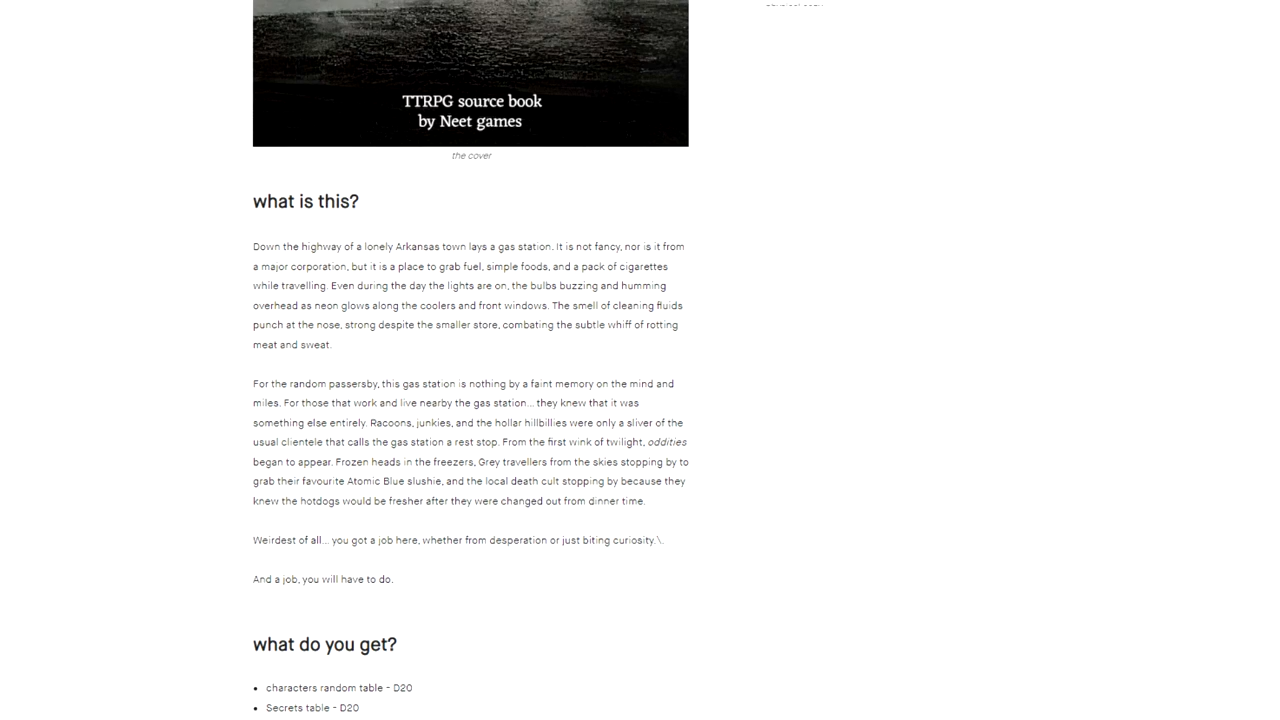 TTRPG source book
by Neet games
the cover
what is this?
Down the highway of a lonely Arkansas town lays a gas station. It is not fancy, nor is it from
a major corporation, but it is a place to grab fuel, simple foods, and a pack of cigarettes
while travelling. Even during the day the lights are on, the bulbs buzzing and humming
overhead as neon glows along the coolers and front windows. The smell of cleaning fluids
punch at the nose, strong despite the smaller store, combating the subtle whiff of rotting
meat and sweat.
For the random passersby, this gas station is nothing by a faint memory on the mind and
miles. For those that work and live nearby the gas station... they knew that it was
something else entirely. Racoons, junkies, and the hollar hillbillies were only a sliver of the
usual clientele that calls the gas station a rest stop. From the first wink of twilight, oddities
began to appear. Frozen heads in the freezers, Grey travellers from the skies stopping by to
grab their favourite Atomic Blue slushie, and the local death cult stopping by because they
knew the hotdogs would be fresher after they were changed out from dinner time.
Weirdest of all... you got a job here, whether from desperation or just biting curiosity.\.
And a job, you will have to do.
what do you get?
• characters random table - D20
• Secrets table - D20